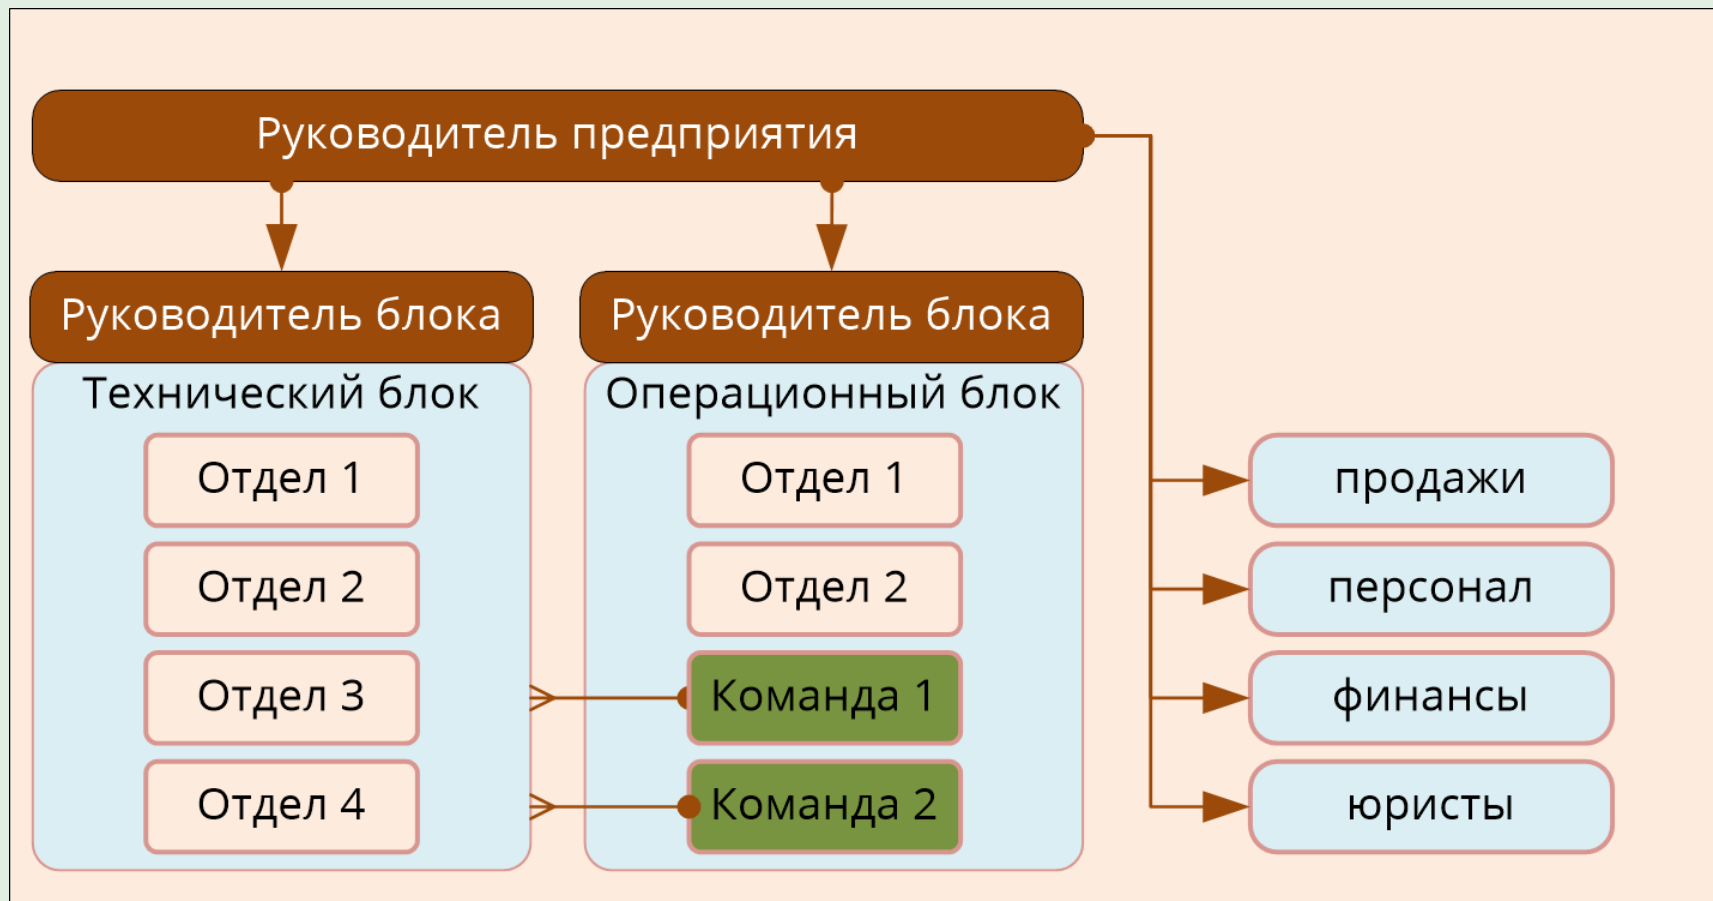 Руководитель предприятия
Руководитель блока
Руководитель блока
Технический блок
Отдел 1
Отдел 2
Отдел 3
Отдел 4
Операционный блок
Отдел 1
Отдел 2
Команда 1
Команда 2
продажи
персонал
финансы
юристы